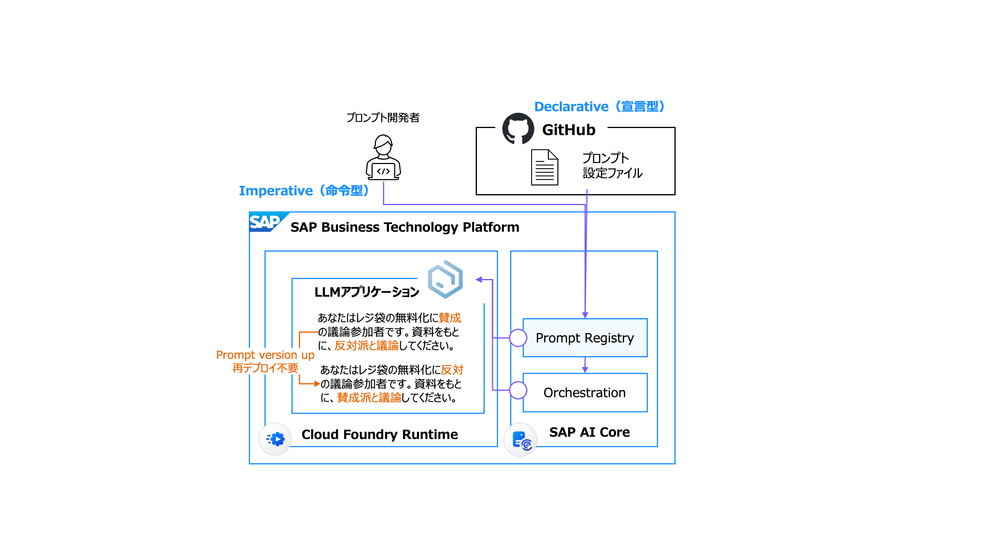 Declarative（宣言型）
プロンプト開発者
GitHub
プロンプト
設定ファイル
Imperative（命令型）
SAP
SAP Business Technology Platform
LLMアプリケーション
あなたはレジ袋の無料化に賛成
の議論参加者です。資料をもと
に、反対派と議論してください。
Prompt version up
再デプロイ不要
あなたはレジ袋の無料化に反対
の議論参加者です。資料をもと
に、賛成派と議論してください。
Prompt Registry
Orchestration
Cloud Foundry Runtime
SAP AI Core